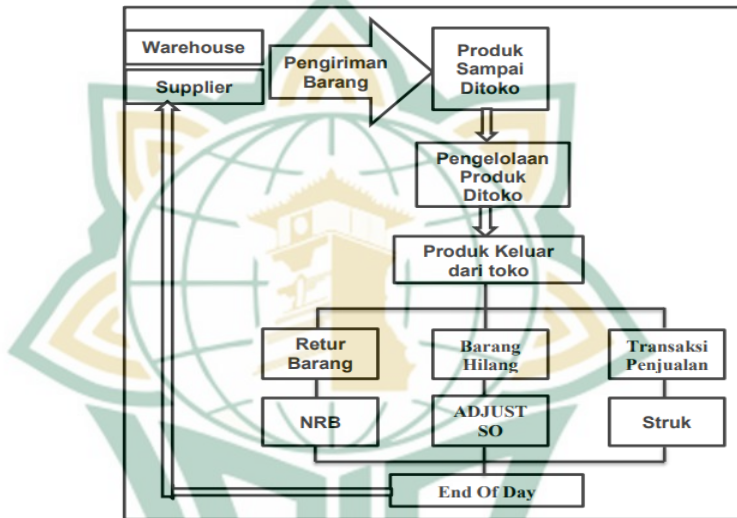 Warehouse
Supplier
Pengiriman
Barang
Produk
Sampai
Ditoko
Pengelolaan
Produk
Ditoko
Produk Keluar
dari toko
Retur
Barang
Barang
Hilang
Transaksi
Penjualan
NRB
ADJUST
SO
Struk
End Of Day